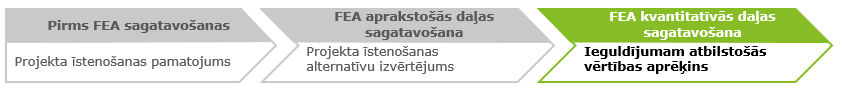 Pirms FEA sagatavošanas
Projekta īstenošanas pamatojums
FEA aprakstošās daļas
sagatavošana
Projekta īstenošanas
alternatīvu izvērtējums
FEA kvantitatīvās daļas
sagatavošana
Ieguldījumam atbilstošās
vērtības aprēķins